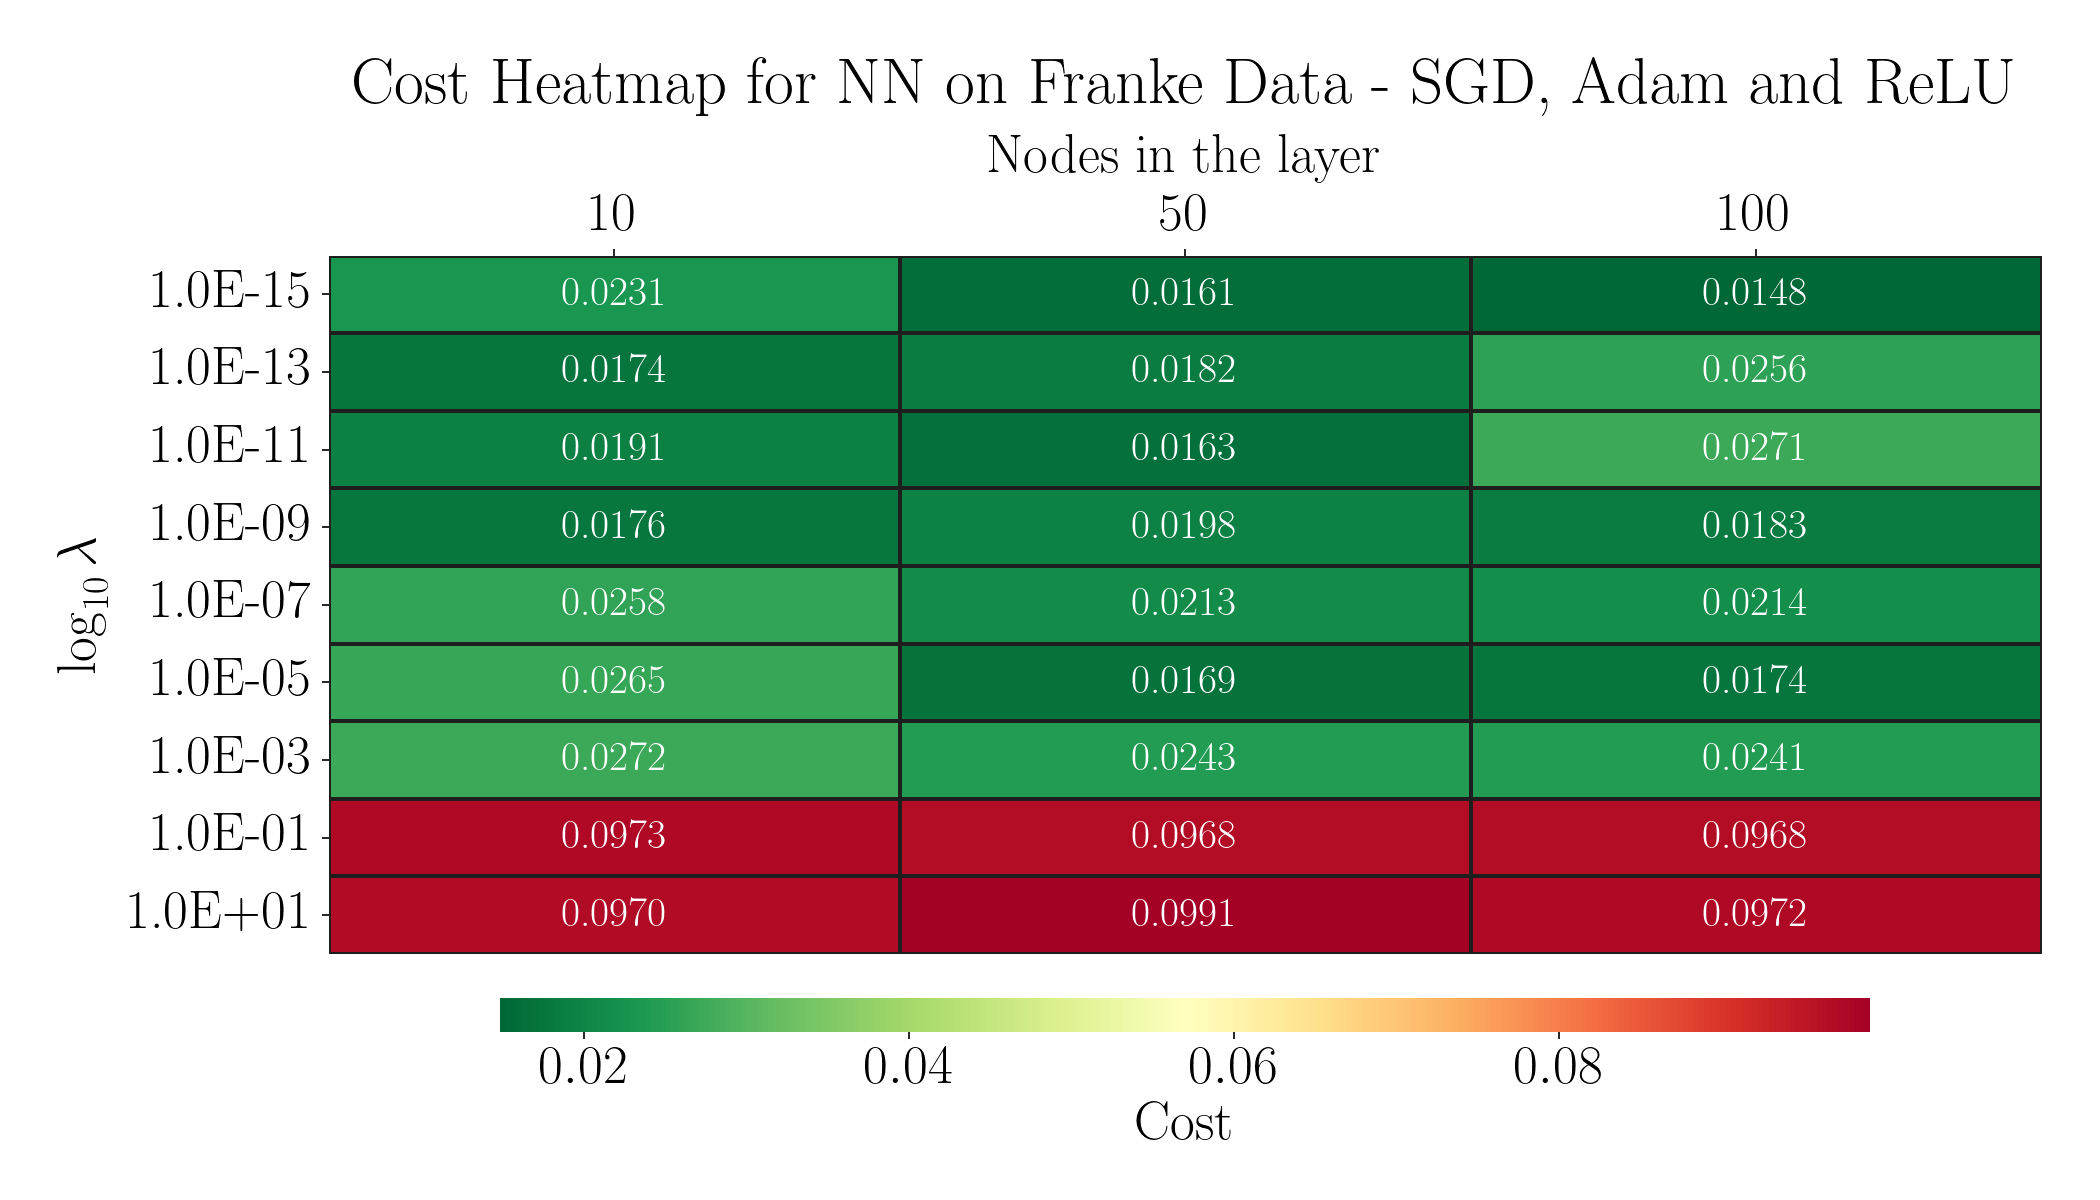 Cost Heatmap for NN on Franke Data - SGD, Adam and ReLU
Nodes in the layer
10 50 100
1.0E-15 0.0231 0.0161 0.0148
1.0E-13 0.0174 0.0182 0.0256
1.0E-11 0.0191 0.0163 0.0271
1.0E-09 0.0176 0.0198 0.0183
1.0E-07 0.0258 0.0213 0.0214
1.0E-05 0.0265 0.0169 0.0174
1.0E-03 0.0272 0.0243 0.0241
1.0E-01 0.0973 0.0968 0.0968
1.0E+01 0.0970 0.0991 0.0972
log₁₀ λ
0.02 0.04 0.06 0.08
Cost